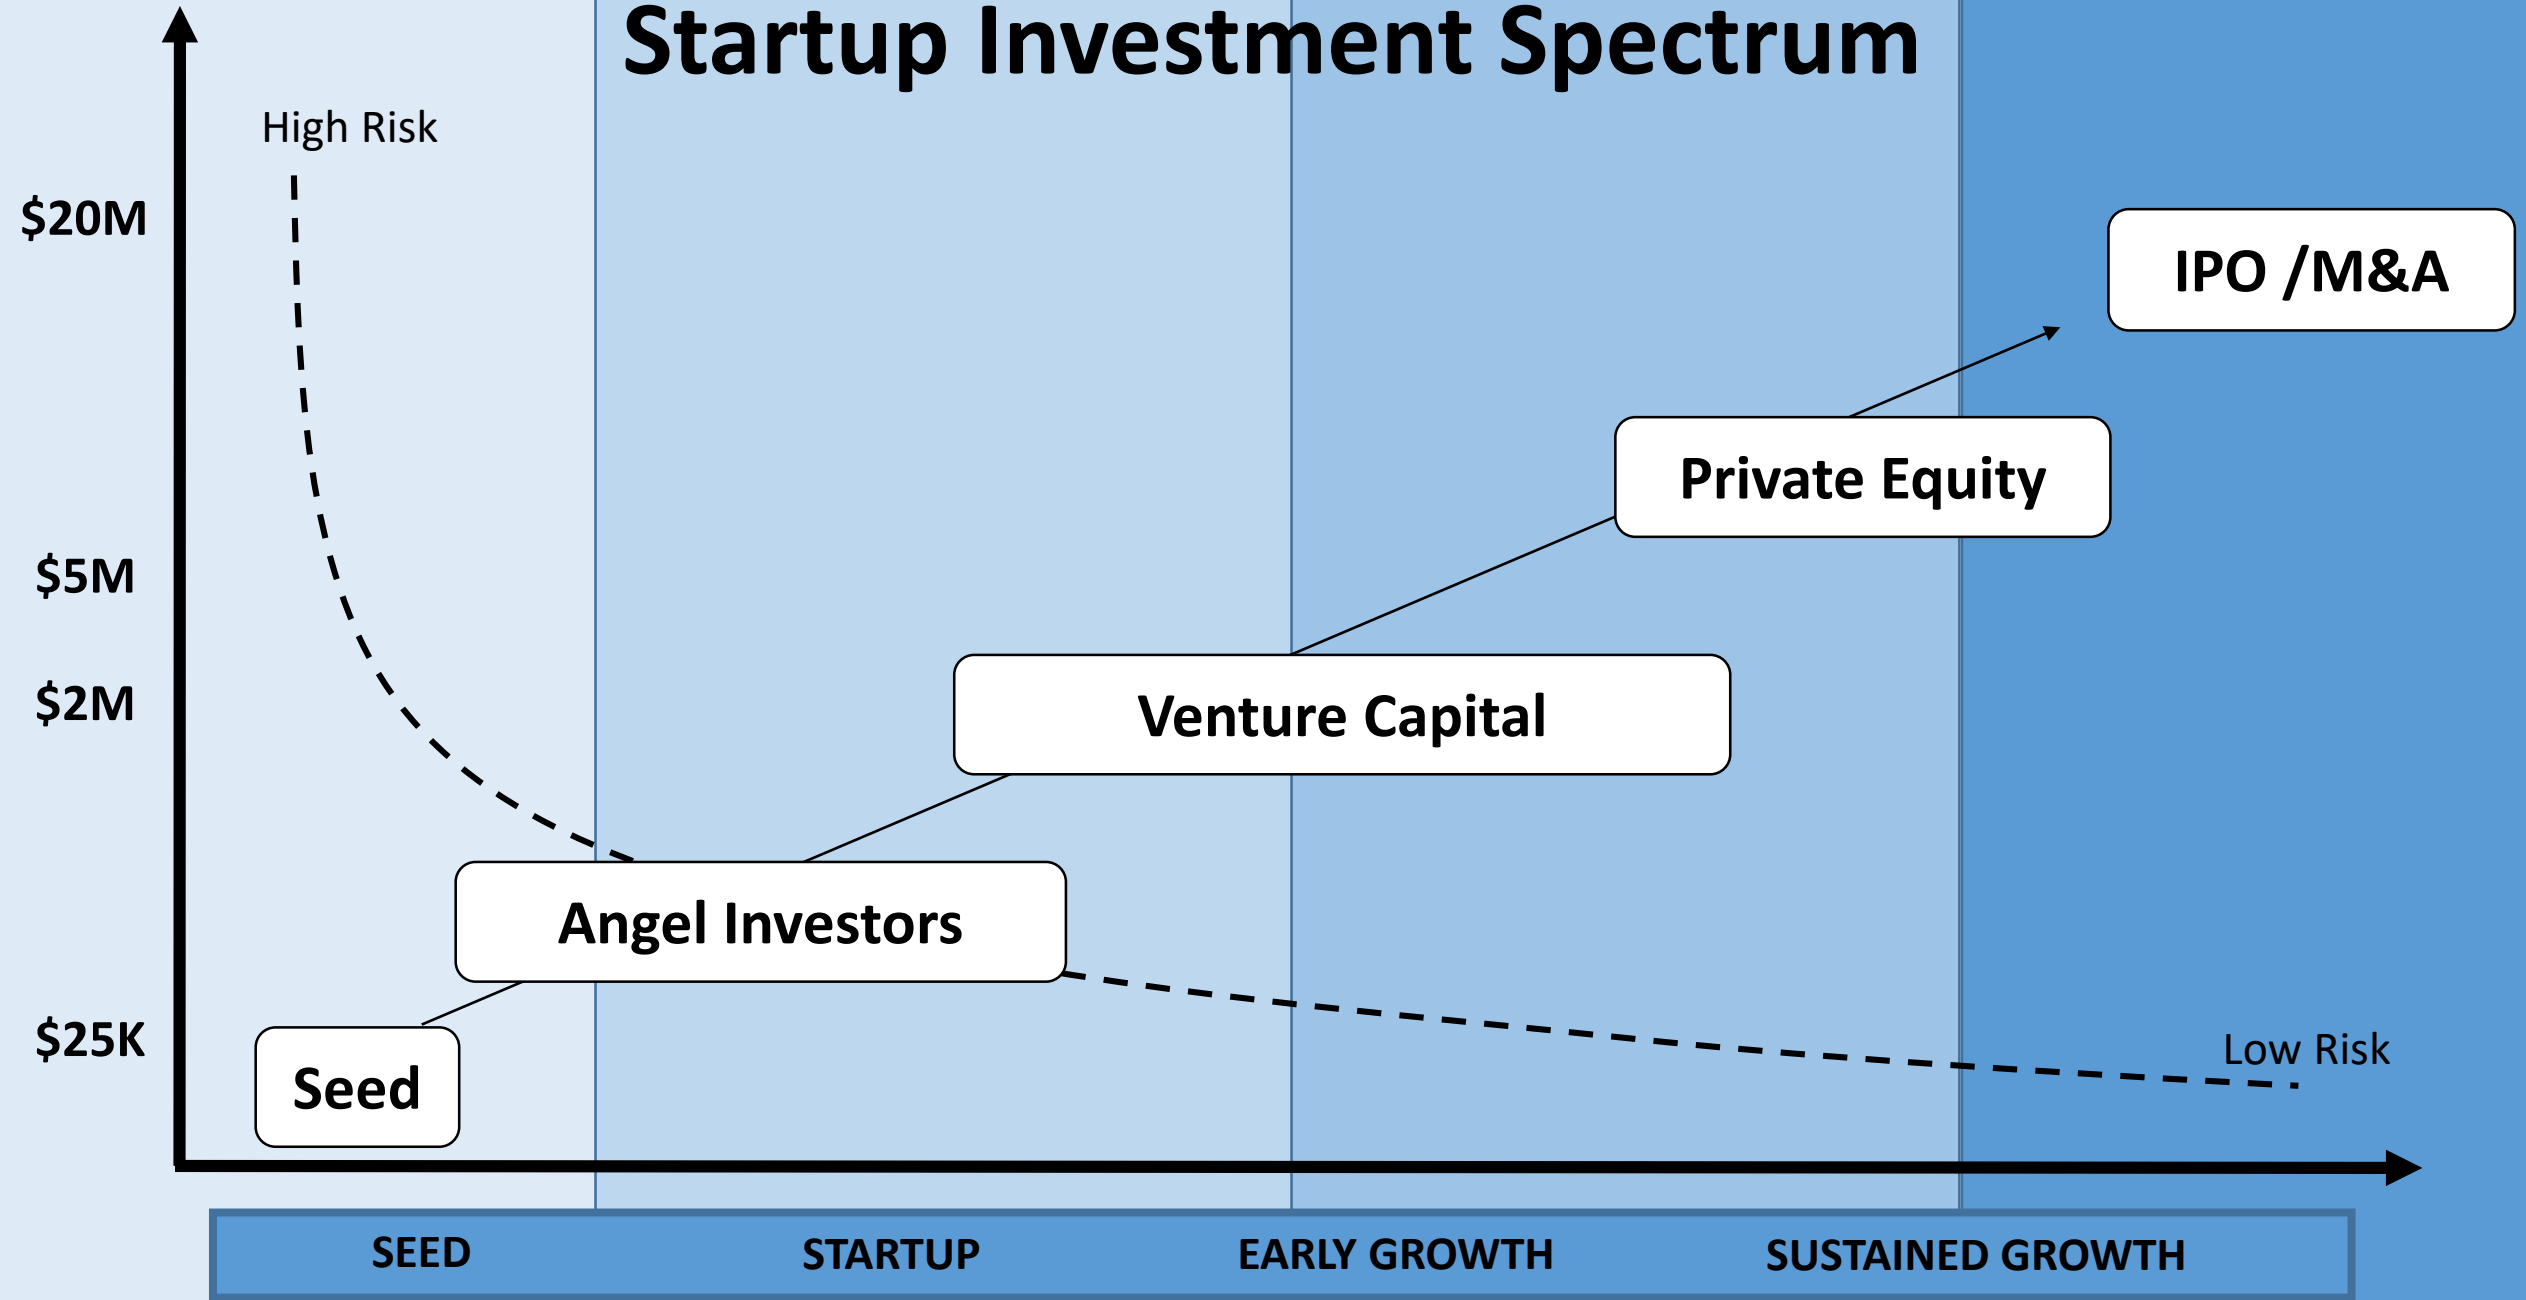 Startup Investment Spectrum
High Risk
$20M
IPO /M&A
Private Equity
$5M
$2M
Venture Capital
Angel Investors
$25K
Low Risk
Seed
SEED
STARTUP
EARLY GROWTH
SUSTAINED GROWTH